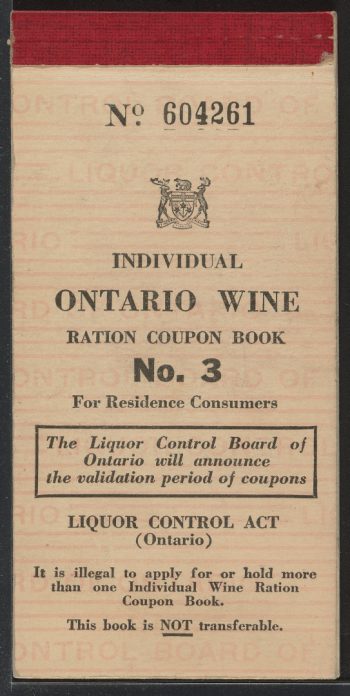 Nº 604261
INDIVIDUAL
ONTARIO WINE
RATION COUPON BOOK
No. 3
For Residence Consumers
The Liquor Control Board of
Ontario will announce
the validation period of coupons
LIQUOR CONTROL ACT
(Ontario)
It is illegal to apply for or hold more
than one Individual Wine Ration
Coupon Book.
This book is NOT transferable.